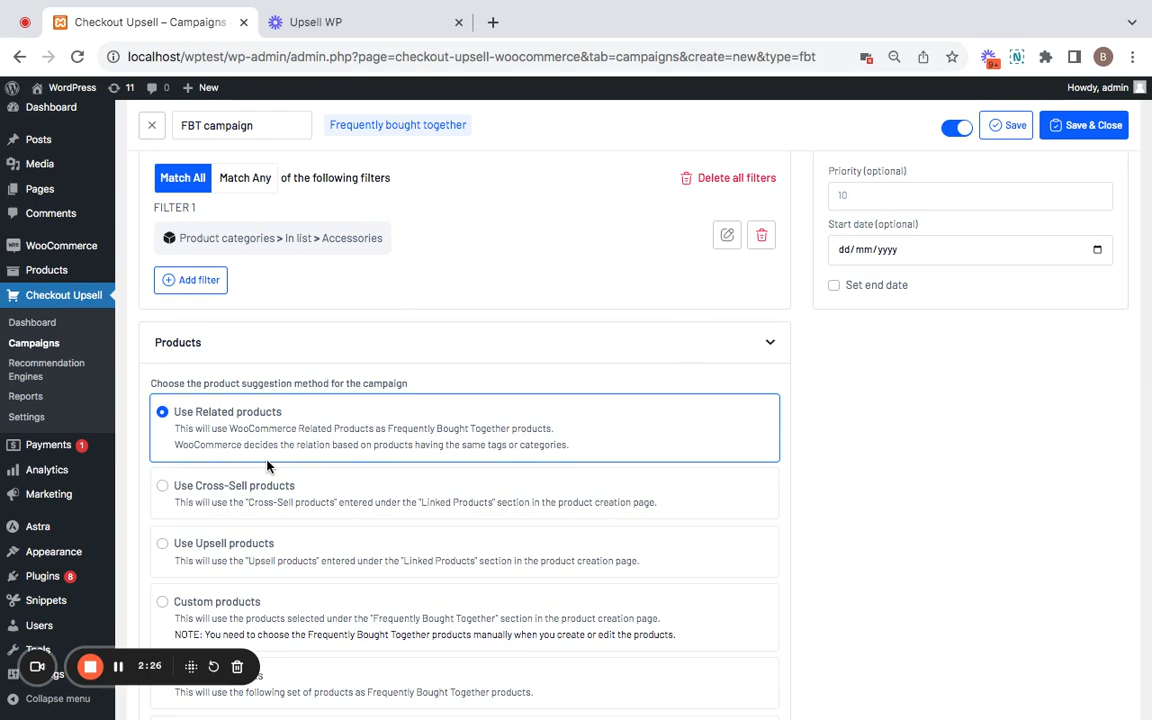 Checkout Upsell – Campaigns
Upsell WP
localhost/wptest/wp-admin/admin.php?page=checkout-upsell-woocommerce&tab=campaigns&create=new&type=fbt
9+
N
B
WordPress
11
0
New
Howdy, admin
Dashboard
Posts
Media
Pages
Comments
WooCommerce
Products
Checkout Upsell
Dashboard
Campaigns
Recommendation
Engines
Reports
Settings
Payments 1
Analytics
Marketing
Astra
Appearance
Plugins 8
Snippets
Users
Collapse menu
FBT campaign
Frequently bought together
Save
Save & Close
Match All
Match Any
of the following filters
Delete all filters
FILTER 1
Product categories > In list > Accessories
Add filter
Priority (optional)
10
Start date (optional)
dd/mm/yyyy
Set end date
Products
Choose the product suggestion method for the campaign
Use Related products
This will use WooCommerce Related Products as Frequently Bought Together products.
WooCommerce decides the relation based on products having the same tags or categories.
Use Cross-Sell products
This will use the "Cross-Sell products" entered under the "Linked Products" section in the product creation page.
Use Upsell products
This will use the "Upsell products" entered under the "Linked Products" section in the product creation page.
Custom products
This will use the products selected under the "Frequently Bought Together" section in the product creation page.
NOTE: You need to choose the Frequently Bought Together products manually when you create or edit the products.
This will use the following set of products as Frequently Bought Together products.
2:26